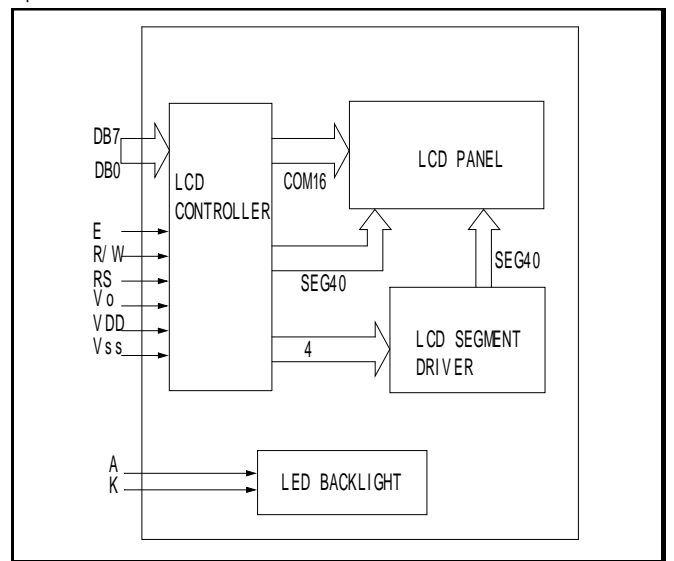 DB7
DB0
LCD
CONTROLLER
COM16
LCD PANEL
E
R/W
RS
Vo
VDD
Vss
SEG40
SEG40
4
LCD SEGMENT
DRIVER
A
K
LED BACKLIGHT